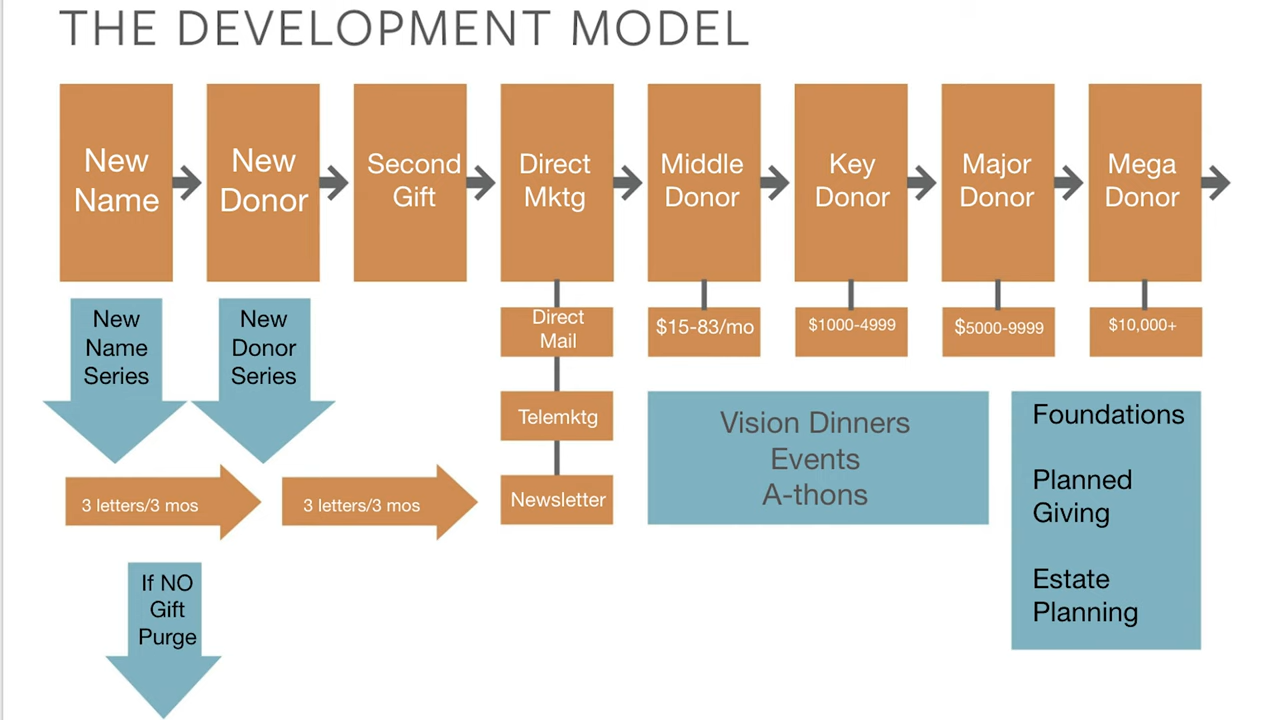 THE DEVELOPMENT MODEL
New
Name
New
Donor
Second
Gift
Direct
Mktg
Middle
Donor
Key
Donor
Major
Donor
Mega
Donor
New
Name
Series
New
Donor
Series
Direct
Mail
$15-83/mo
$1000-4999
$5000-9999
$10,000+
Telemktg
Newsletter
Vision Dinners
Events
A-thons
Foundations
Planned
Giving
Estate
Planning
3 letters/3 mos
3 letters/3 mos
If NO
Gift
Purge